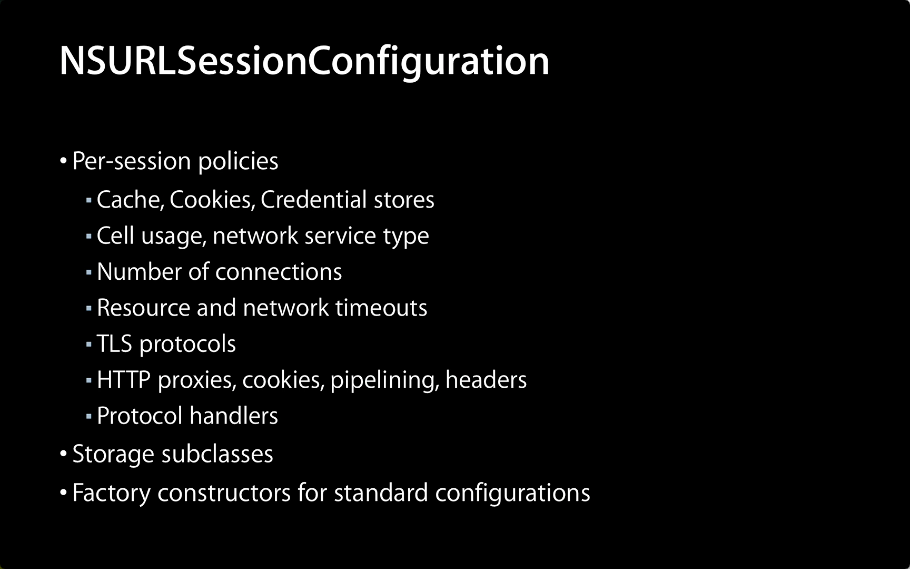 NSURLSessionConfiguration
• Per-session policies
▪ Cache, Cookies, Credential stores
▪ Cell usage, network service type
▪ Number of connections
▪ Resource and network timeouts
▪ TLS protocols
▪ HTTP proxies, cookies, pipelining, headers
▪ Protocol handlers
• Storage subclasses
• Factory constructors for standard configurations